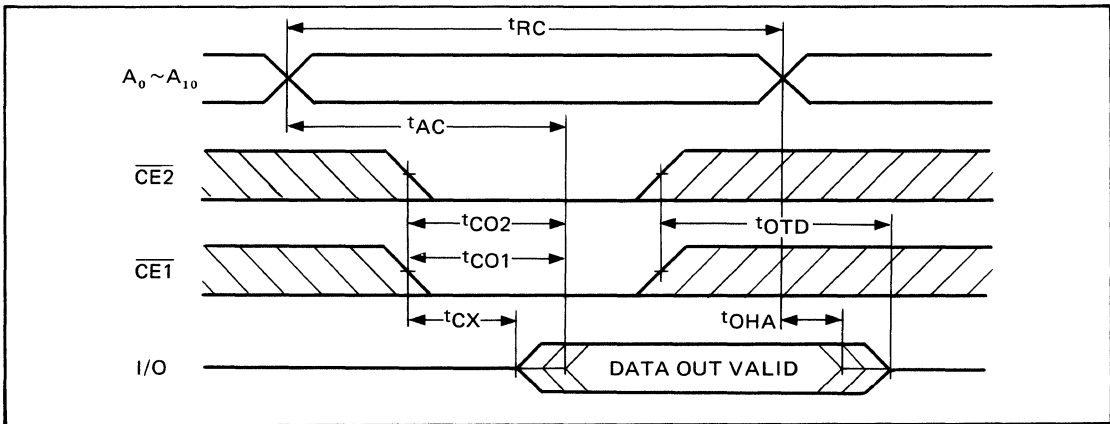 tRC
A₀~A₁₀
tAC
CE2
tCO2
tOTD
CE1
tCO1
tCX
tOHA
I/O
DATA OUT VALID